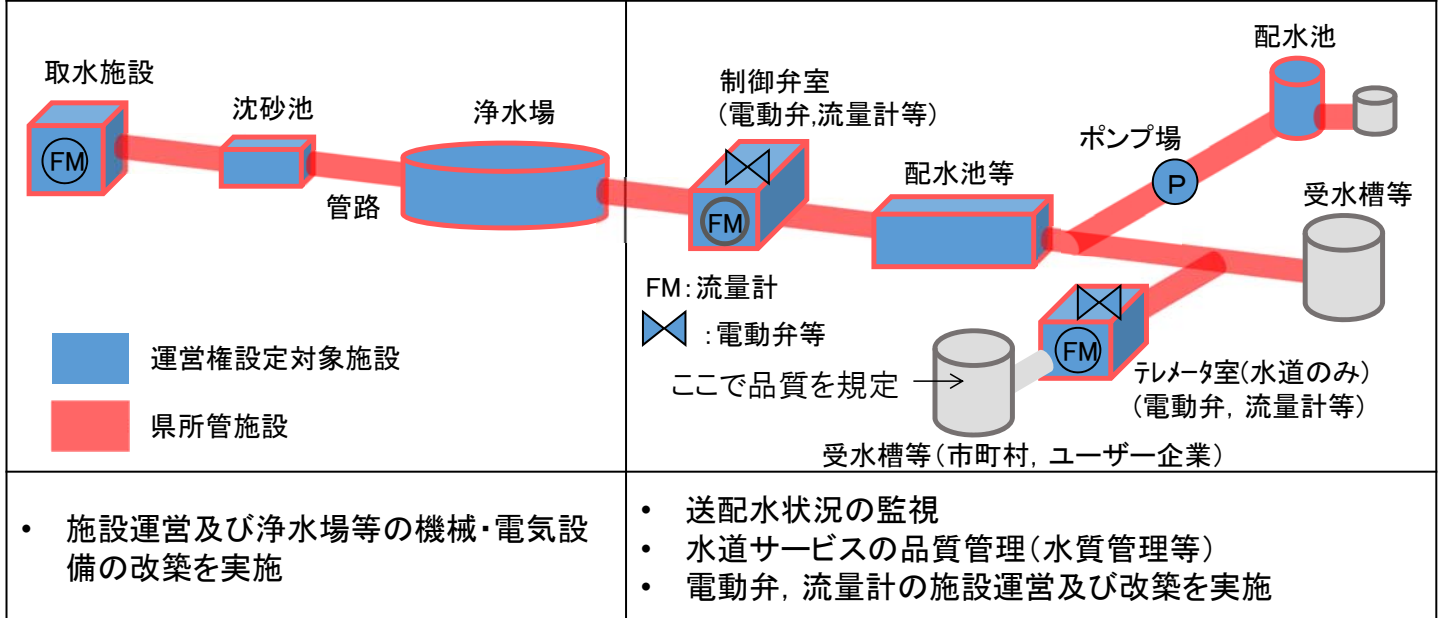 取水施設
FM
沈砂池
管路
浄水場
運営権設定対象施設
県所管施設
制御弁室
(電動弁,流量計等)
FM
配水池等
ポンプ場
P
配水池
受水槽等
FM:流量計
:電動弁等
ここで品質を規定
FM
テレメータ室(水道のみ)
(電動弁, 流量計等)
受水槽等(市町村, ユーザー企業)
• 施設運営及び浄水場等の機械・電気設
備の改築を実施
• 送配水状況の監視
• 水道サービスの品質管理(水質管理等)
• 電動弁, 流量計の施設運営及び改築を実施